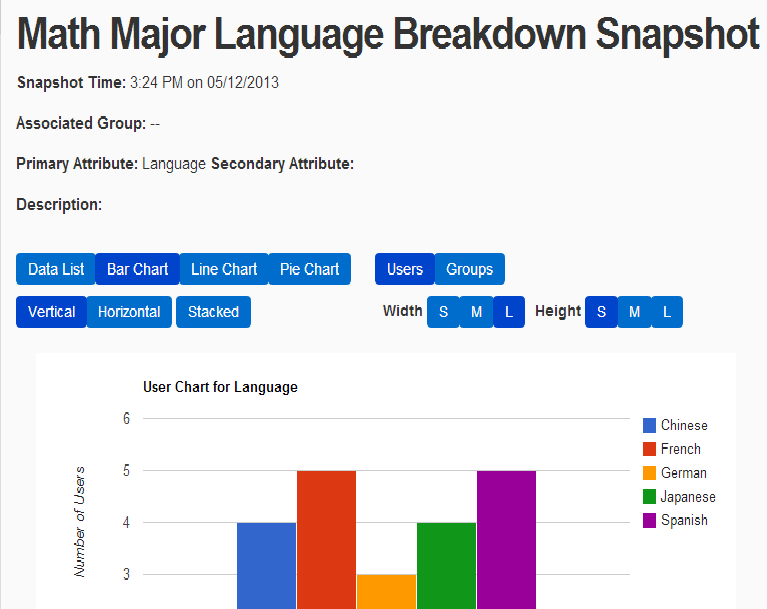 Math Major Language Breakdown Snapshot
Snapshot Time: 3:24 PM on 05/12/2013
Associated Group: --
Primary Attribute: Language Secondary Attribute:
Description:
Data List Bar Chart Line Chart Pie Chart Users Groups
Vertical Horizontal Stacked Width S M L Height S M L
User Chart for Language
6
5
4
3
Number of Users
Chinese
French
German
Japanese
Spanish